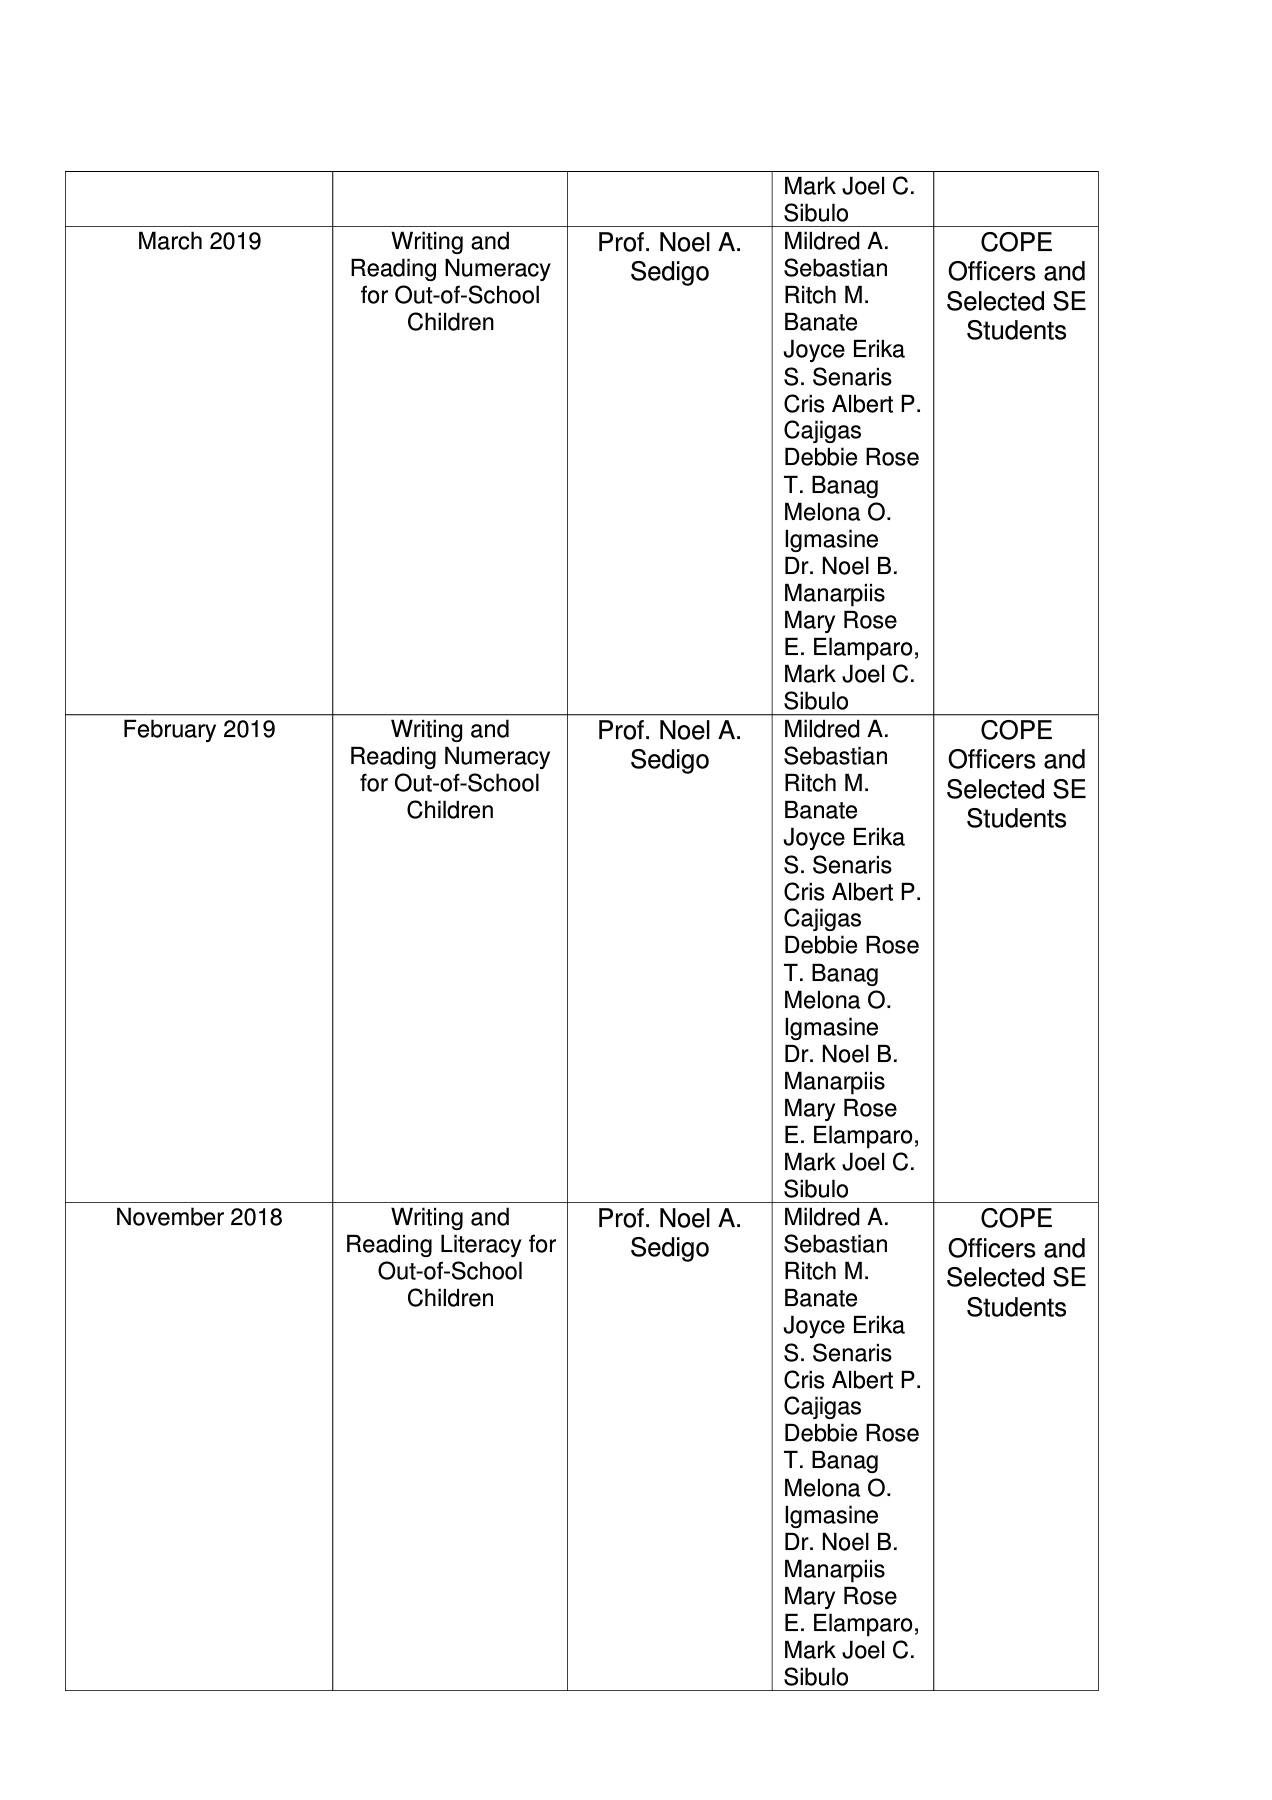 Mark Joel C.
Sibulo
March 2019
Writing and
Reading Numeracy
for Out-of-School
Children
Prof. Noel A.
Sedigo
Mildred A.
Sebastian
Ritch M.
Banate
Joyce Erika
S. Senaris
Cris Albert P.
Cajigas
Debbie Rose
T. Banag
Melona O.
Igmasine
Dr. Noel B.
Manarpiis
Mary Rose
E. Elamparo,
Mark Joel C.
Sibulo
COPE
Officers and
Selected SE
Students
February 2019
Writing and
Reading Numeracy
for Out-of-School
Children
Prof. Noel A.
Sedigo
Mildred A.
Sebastian
Ritch M.
Banate
Joyce Erika
S. Senaris
Cris Albert P.
Cajigas
Debbie Rose
T. Banag
Melona O.
Igmasine
Dr. Noel B.
Manarpiis
Mary Rose
E. Elamparo,
Mark Joel C.
Sibulo
COPE
Officers and
Selected SE
Students
November 2018
Writing and
Reading Literacy for
Out-of-School
Children
Prof. Noel A.
Sedigo
Mildred A.
Sebastian
Ritch M.
Banate
Joyce Erika
S. Senaris
Cris Albert P.
Cajigas
Debbie Rose
T. Banag
Melona O.
Igmasine
Dr. Noel B.
Manarpiis
Mary Rose
E. Elamparo,
Mark Joel C.
Sibulo
COPE
Officers and
Selected SE
Students